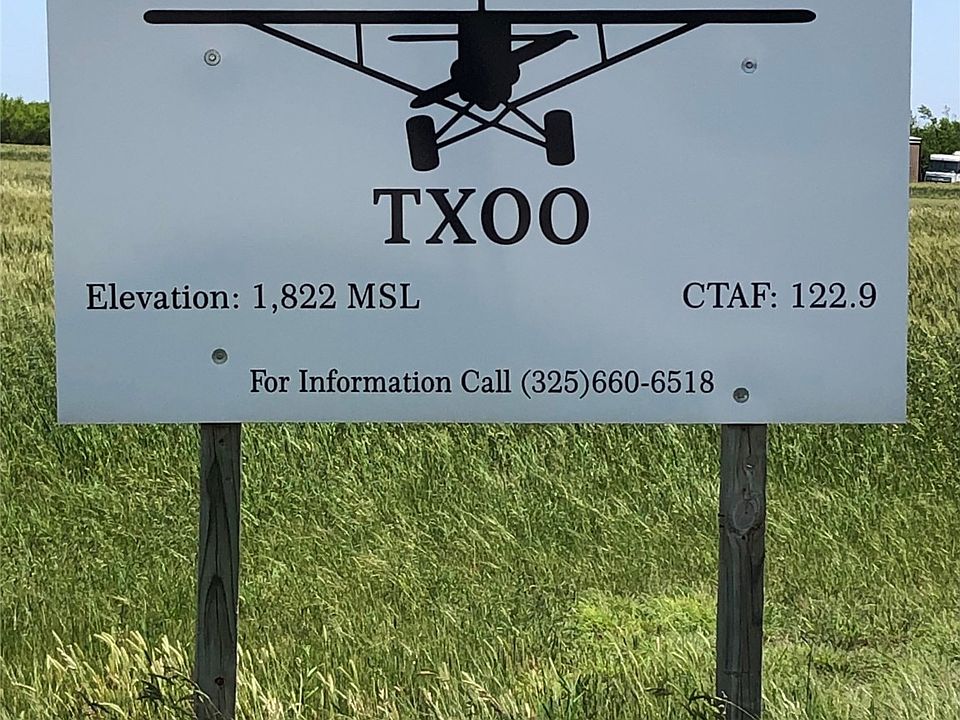 TXOO
Elevation: 1,822 MSL
CTAF: 122.9
For Information Call (325)660-6518